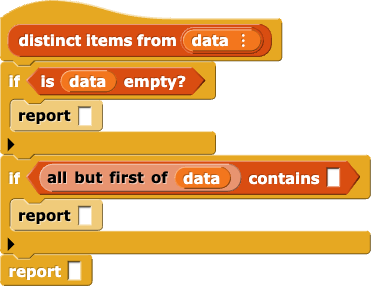 distinct items from data ⋮
if is data empty?
report
if all but first of data contains
report
report